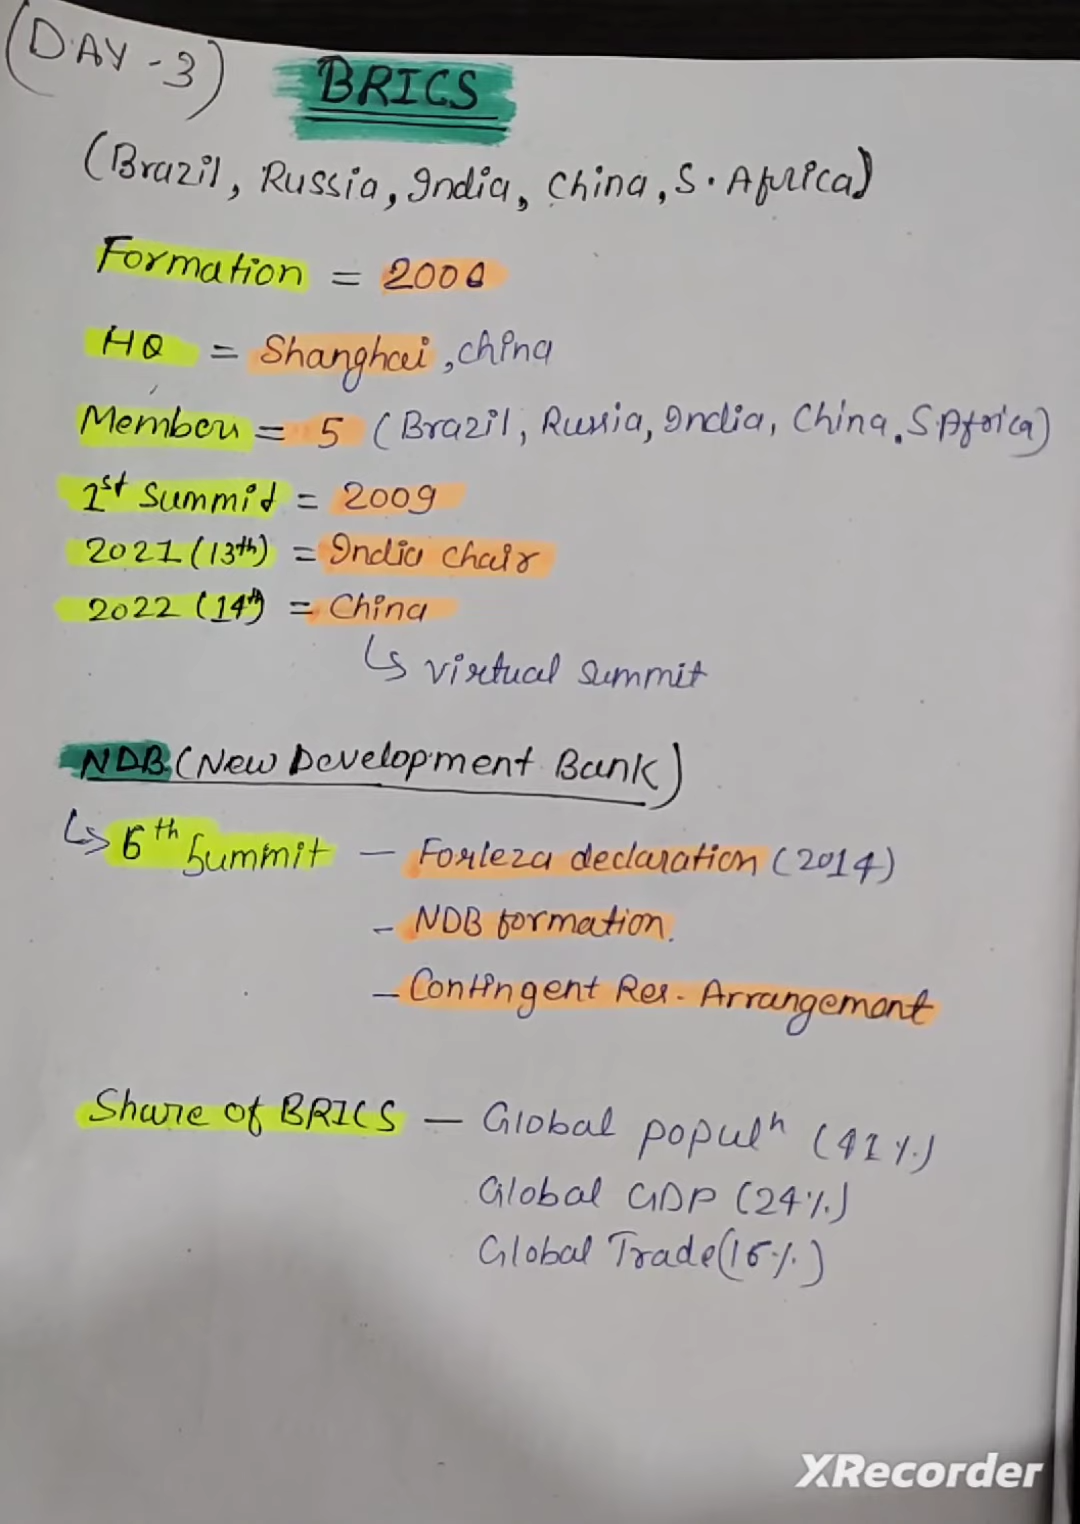 (DAY-3)
BRICS
(Brazil, Russia, India, China, S. Africa)
Formation = 2006
HQ = Shanghai, china
Member = 5 (Brazil, Russia, India, China, S.Africa)
1st Summit = 2009
2021 (13th) = India chair
2022 (14th) = China
↳ virtual summit
NDB (New Development Bank)
↳ 6th Summit — Forleza declaration (2014)
- NDB formation.
- Contingent Res. Arrangement
Share of BRICS — Global populn (41%)
Global GDP (24%)
Global Trade (16%)
XRecorder